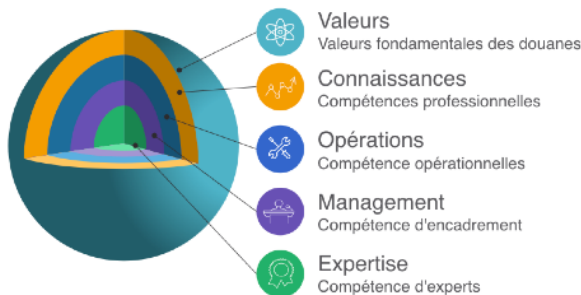 Valeurs
Valeurs fondamentales des douanes
Connaissances
Compétences professionnelles
Opérations
Compétence opérationnelles
Management
Compétence d'encadrement
Expertise
Compétence d'experts